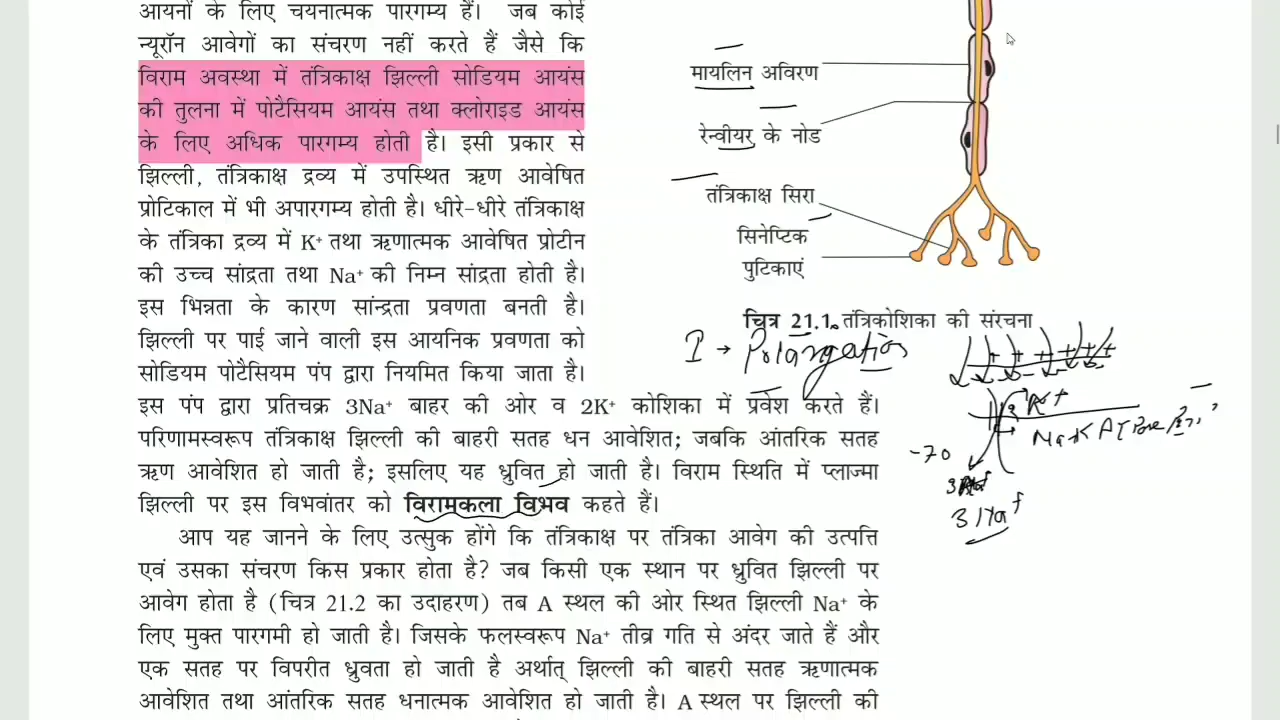 आयनों के लिए चयनात्मक पारगम्य हैं। जब कोई
न्यूरॉन आवेगों का संचरण नहीं करते हैं जैसे कि
विराम अवस्था में तंत्रिकाक्ष झिल्ली सोडियम आयंस
की तुलना में पोटैसियम आयंस तथा क्लोराइड आयंस
के लिए अधिक पारगम्य होती है। इसी प्रकार से
झिल्ली, तंत्रिकाक्ष द्रव्य में उपस्थित ऋण आवेषित
प्रोटिकाल में भी अपारगम्य होती है। धीरे-धीरे तंत्रिकाक्ष
के तंत्रिका द्रव्य में K⁺ तथा ऋणात्मक आवेषित प्रोटीन
की उच्च सांद्रता तथा Na⁺ की निम्न सांद्रता होती है।
इस भिन्नता के कारण सांन्द्रता प्रवणता बनती है।
झिल्ली पर पाई जाने वाली इस आयनिक प्रवणता को
सोडियम पोटैसियम पंप द्वारा नियमित किया जाता है।
इस पंप द्वारा प्रतिचक्र 3Na⁺ बाहर की ओर व 2K⁺ कोशिका में प्रवेश करते हैं।
परिणामस्वरूप तंत्रिकाक्ष झिल्ली की बाहरी सतह धन आवेशित; जबकि आंतरिक सतह
ऋण आवेशित हो जाती है; इसलिए यह ध्रुवित हो जाती है। विराम स्थिति में प्लाज्मा
झिल्ली पर इस विभवांतर को विरामकला विभव कहते हैं।
आप यह जानने के लिए उत्सुक होंगे कि तंत्रिकाक्ष पर तंत्रिका आवेग की उत्पत्ति
एवं उसका संचरण किस प्रकार होता है? जब किसी एक स्थान पर ध्रुवित झिल्ली पर
आवेग होता है (चित्र 21.2 का उदाहरण) तब A स्थल की ओर स्थित झिल्ली Na⁺ के
लिए मुक्त पारगमी हो जाती है। जिसके फलस्वरूप Na⁺ तीव्र गति से अंदर जाते हैं और
एक सतह पर विपरीत ध्रुवता हो जाती है अर्थात् झिल्ली की बाहरी सतह ऋणात्मक
आवेशित तथा आंतरिक सतह धनात्मक आवेशित हो जाती है। A स्थल पर झिल्ली की
मायलिन अविरण
रेन्वीयर के नोड
तंत्रिकाक्ष सिरा
सिनेप्टिक
पुटिकाएं
चित्र 21.1 तंत्रिकोशिका की संरचना
I →
-70